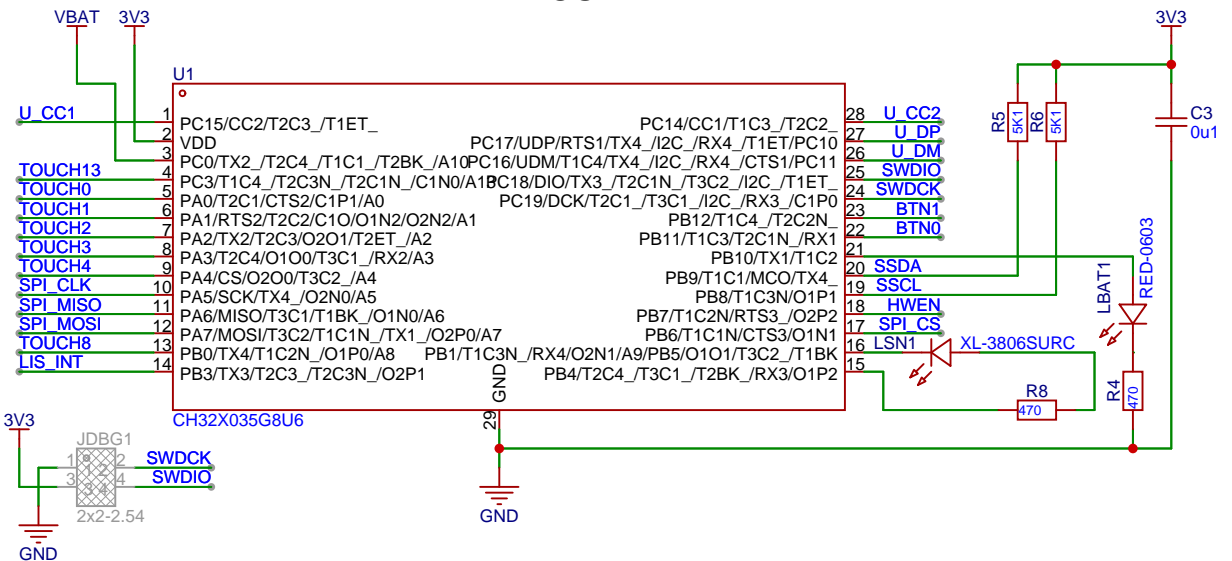 VBAT 3V3 3V3
U1
U_CC1 1 PC15/CC2/T2C3_/T1ET_ PC14/CC1/T1C3_/T2C2_ 28 U_CC2
2 VDD PC17/UDP/RTS1/TX4_/I2C_/RX4_/T1ET/PC10 27 U_DP
3 PC0/TX2_/T2C4_/T1C1_/T2BK_/A10 PC16/UDM/T1C4/TX4_/I2C_/RX4_/CTS1/PC11 26 U_DM
TOUCH13 4 PC3/T1C4_/T2C3N_/T2C1N_/C1N0/A13 PC18/DIO/TX3_/T2C1N_/T3C2_/I2C_/T1ET_ 25 SWDIO
TOUCH0 5 PA0/T2C1/CTS2/C1P1/A0 PC19/DCK/T2C1_/T3C1_/I2C_/RX3_/C1P0 24 SWDCK
TOUCH1 6 PA1/RTS2/T2C2/C1O/O1N2/O2N2/A1 PB12/T1C4_/T2C2N_ 23 BTN1
TOUCH2 7 PA2/TX2/T2C3/O2O1/T2ET_/A2 PB11/T1C3/T2C1N_/RX1 22 BTN0
TOUCH3 8 PA3/T2C4/O1O0/T3C1_/RX2/A3 PB10/TX1/T1C2 21
TOUCH4 9 PA4/CS/O2O0/T3C2_/A4 PB9/T1C1/MCO/TX4_ 20 SSDA
SPI_CLK 10 PA5/SCK/TX4_/O2N0/A5 PB8/T1C3N/O1P1 19 SSCL
SPI_MISO 11 PA6/MISO/T3C1/T1BK_/O1N0/A6 PB7/T1C2N/RTS3_/O2P2 18 HWEN
SPI_MOSI 12 PA7/MOSI/T3C2/T1C1N_/TX1_/O2P0/A7 PB6/T1C1N/CTS3/O1N1 17 SPI_CS
TOUCH8 13 PB0/TX4/T1C2N_/O1P0/A8 PB1/T1C3N_/RX4/O2N1/A9/PB5/O1O1/T3C2_/T1BK 16 LSN1 XL-3806SURC
LIS_INT 14 PB3/TX3/T2C3_/T2C3N_/O2P1 PB4/T2C4_/T3C1_/T2BK_/RX3/O1P2 15
GND
29
CH32X035G8U6
R5 5K1 R6 5K1
C3
0u1
LBAT1 RED-0603
R4 470
R8
470
GND
3V3
JDBG1
1 1 2 2 SWDCK
3 3 4 4 SWDIO
2x2-2.54
GND